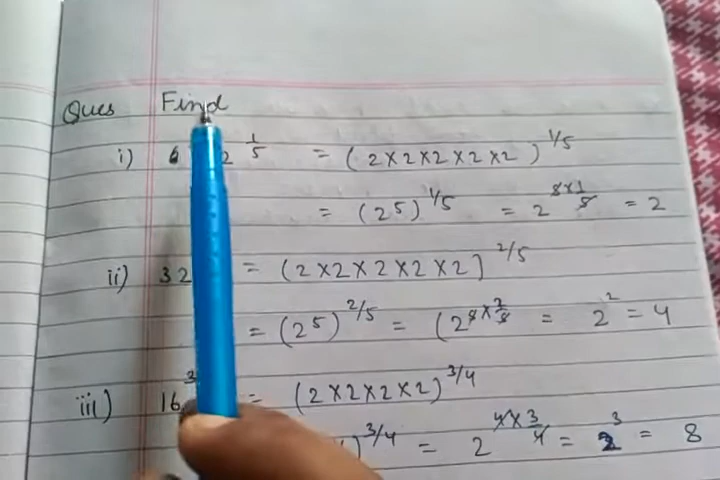 Ques Find
i) 2^1/5 = (2×2×2×2×2)^1/5
= (2^5)^1/5 = 2^5×1/5 = 2
ii) 32 = (2×2×2×2×2]^2/5
= (2^5)^2/5 = (2^5×2/5 = 2^2 = 4
iii) 16 = (2×2×2×2)^3/4
)^3/4 = 2^4×3/4 = 2^3 = 8